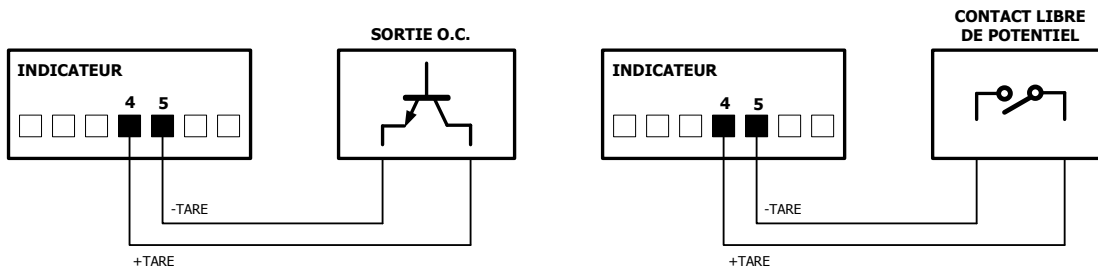 SORTIE O.C.
INDICATEUR
4 5
-TARE
+TARE
CONTACT LIBRE
DE POTENTIEL
INDICATEUR
4 5
-TARE
+TARE